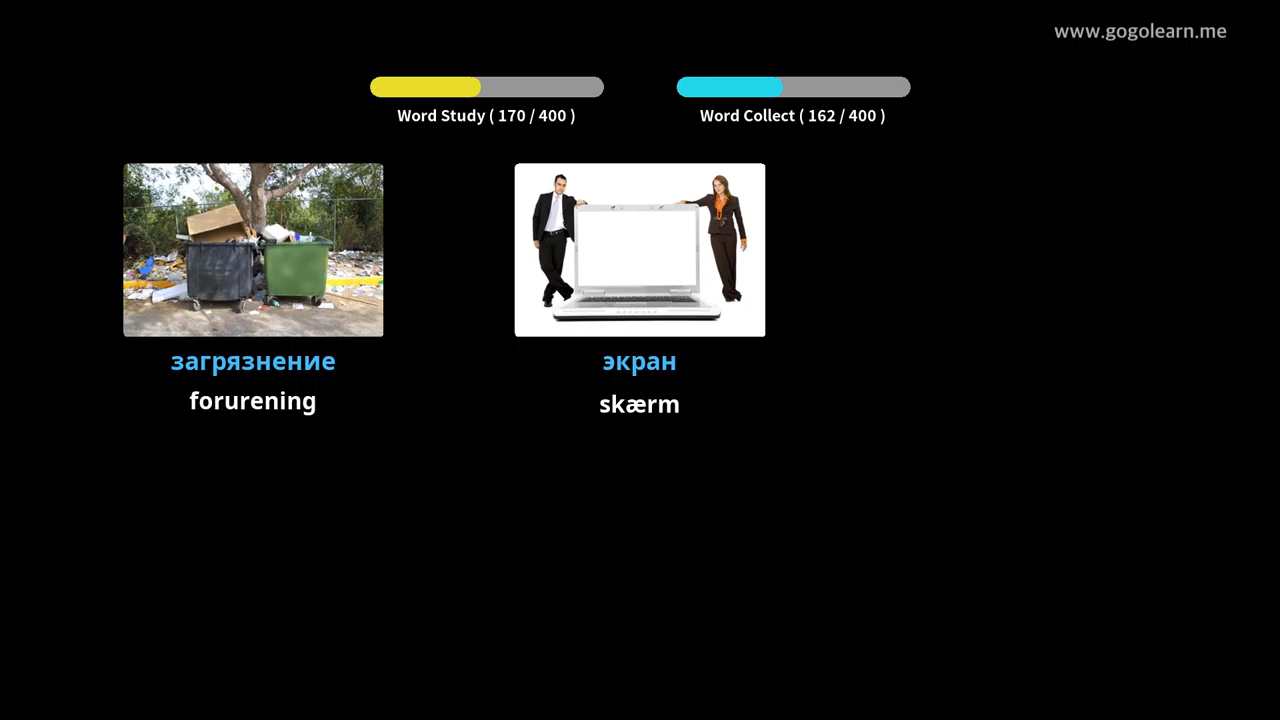 www.gogolearn.me
Word Study ( 170 / 400 )
Word Collect ( 162 / 400 )
загрязнение
forurening
экран
skærm